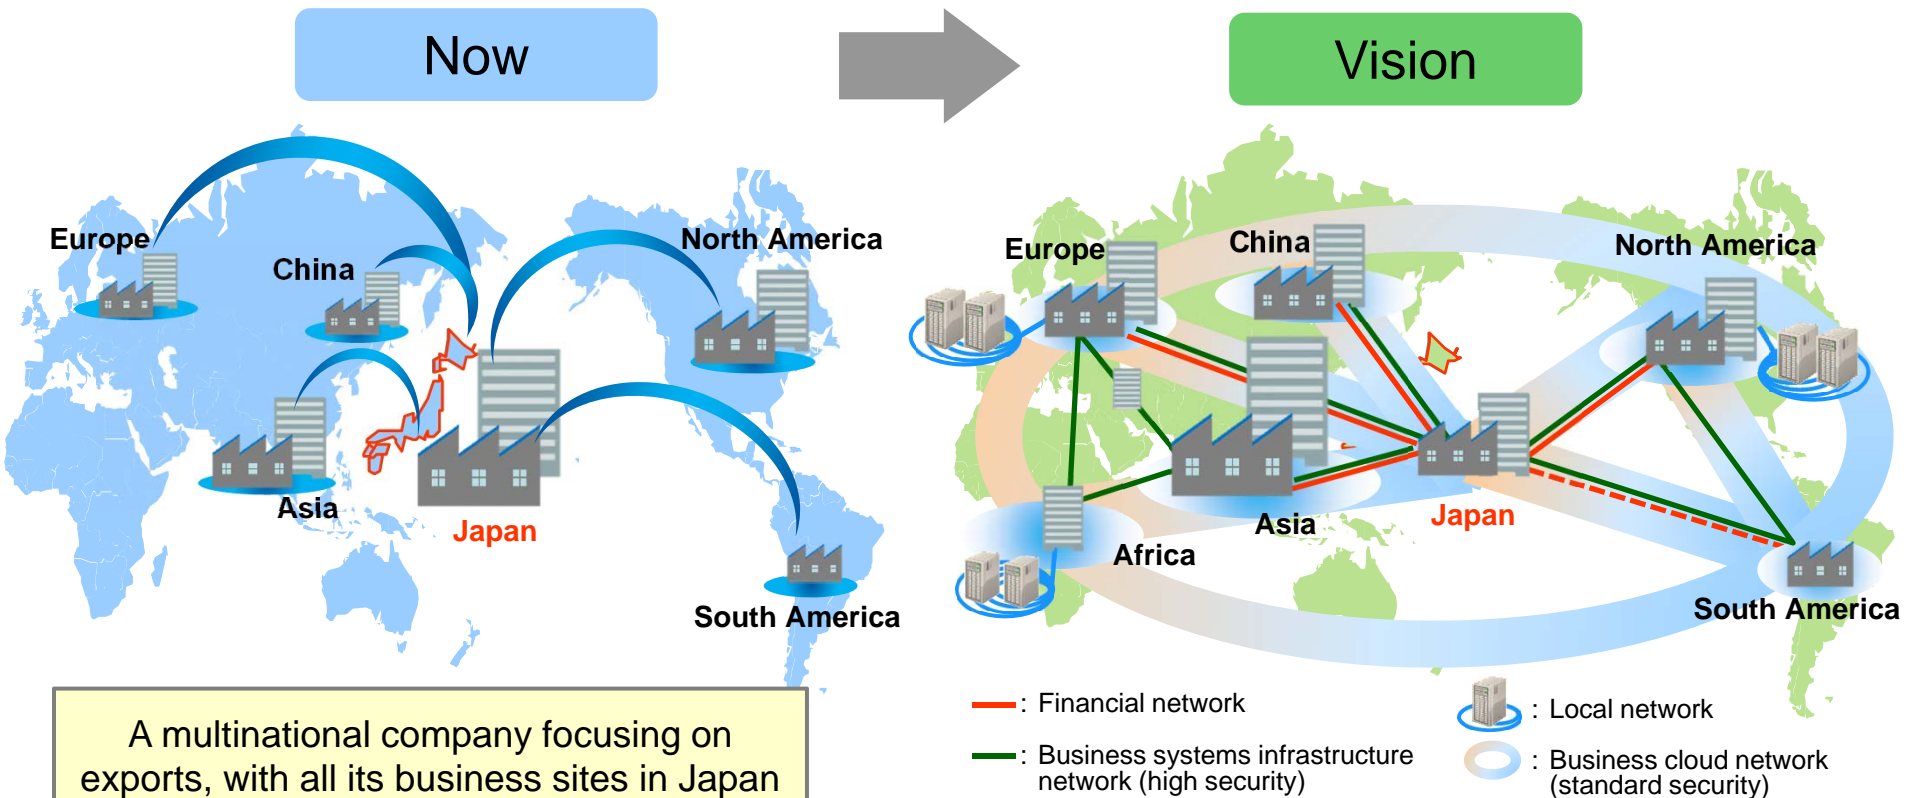 Now
Vision
Europe
China
North America
Asia
Japan
South America
A multinational company focusing on
exports, with all its business sites in Japan
Europe
China
North America
Asia
Japan
Africa
South America
: Financial network
: Business systems infrastructure
network (high security)
: Local network
: Business cloud network
(standard security)